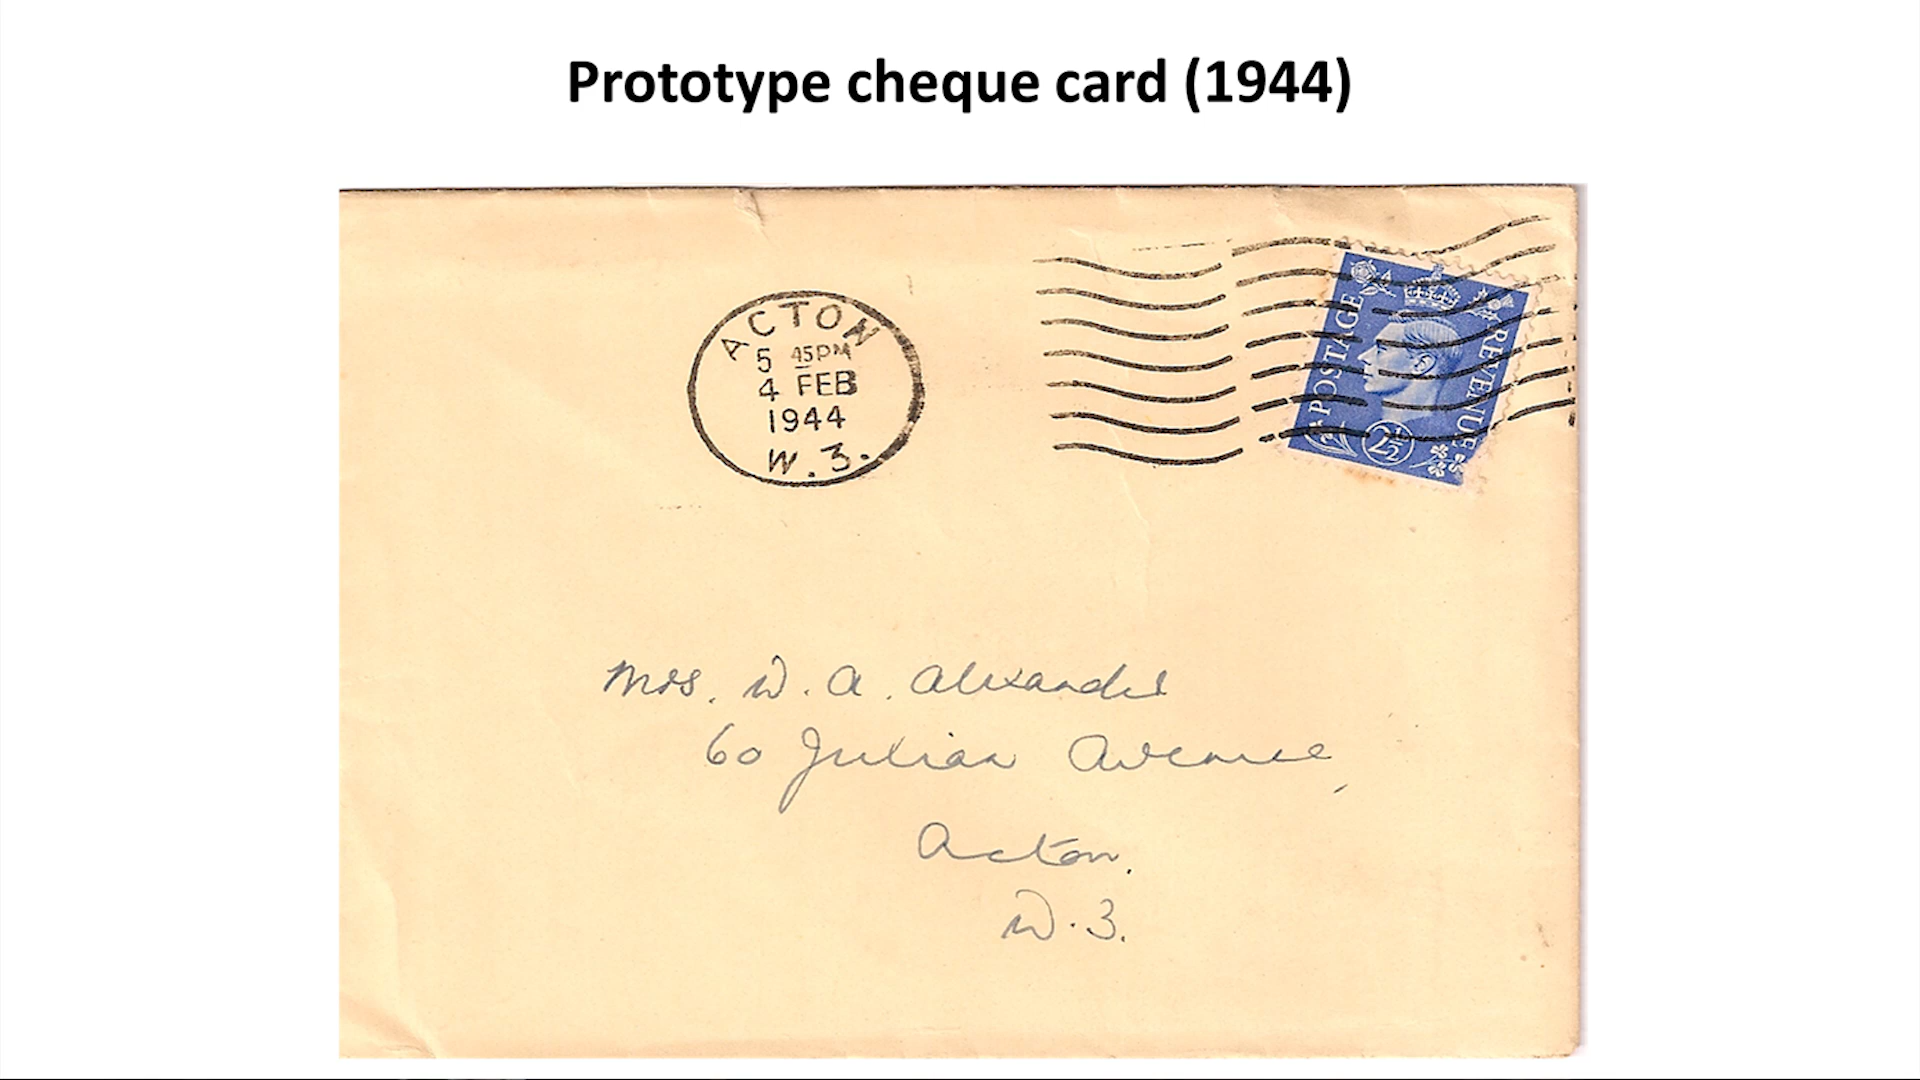 Prototype cheque card (1944)
ACTON
5 45PM
4 FEB
1944
W.3.
POSTAGE
REVENUE
2½
Mrs. W. A. Alexander
60 Julian Avenue,
Acton.
W.3.